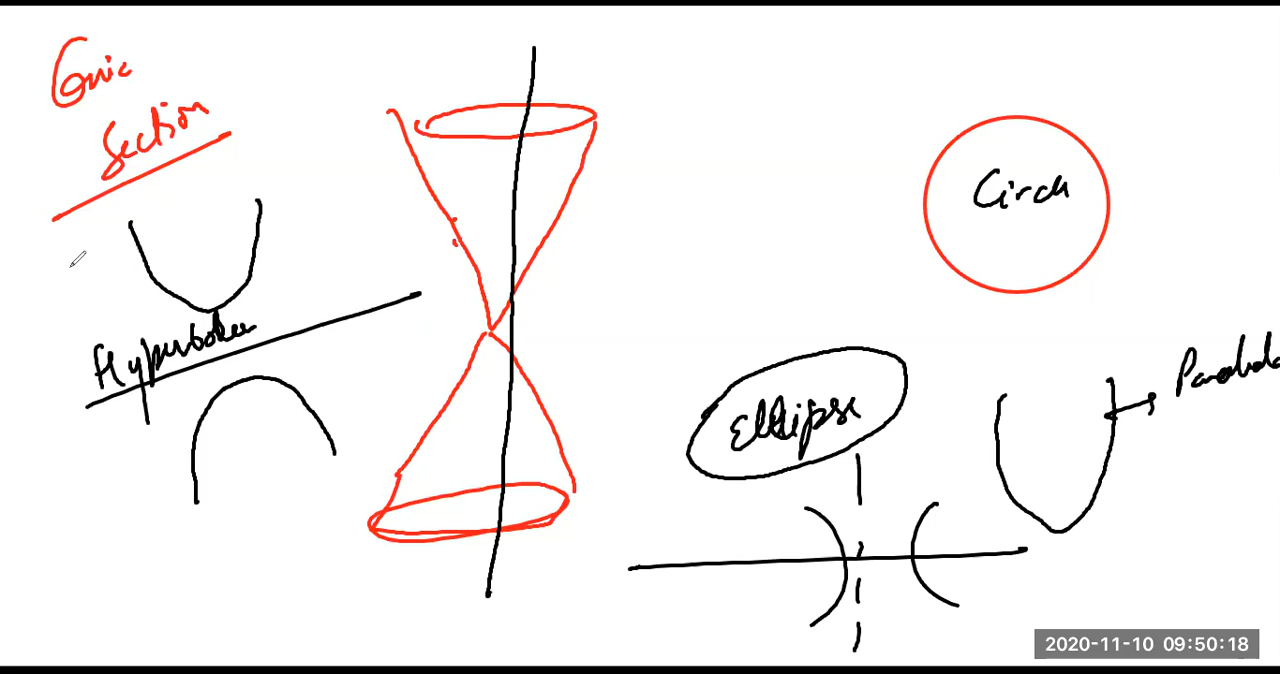 Conic
Section
Circle
Hyperbola
Ellipse
Parabola
2020-11-10 09:50:18